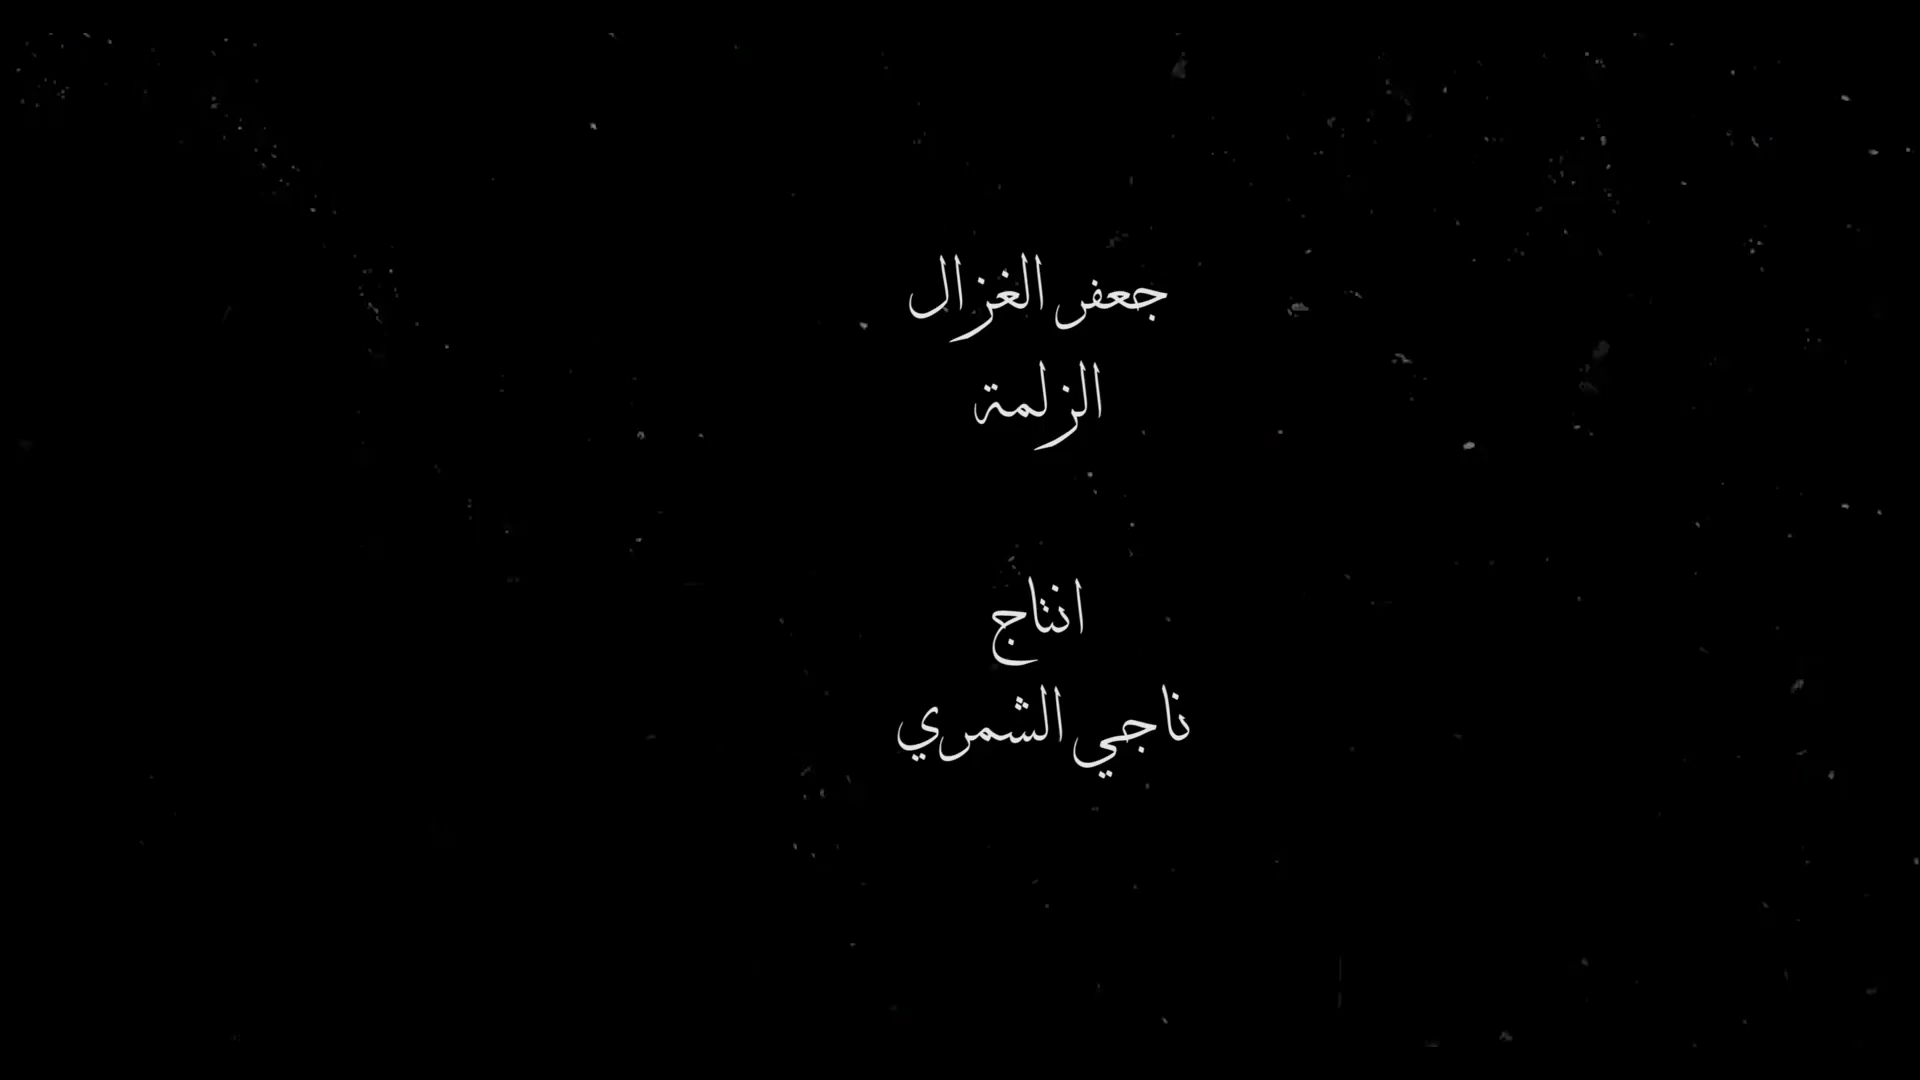 جعفر الغزال
الزلمة
انتاج
ناجي الشمري